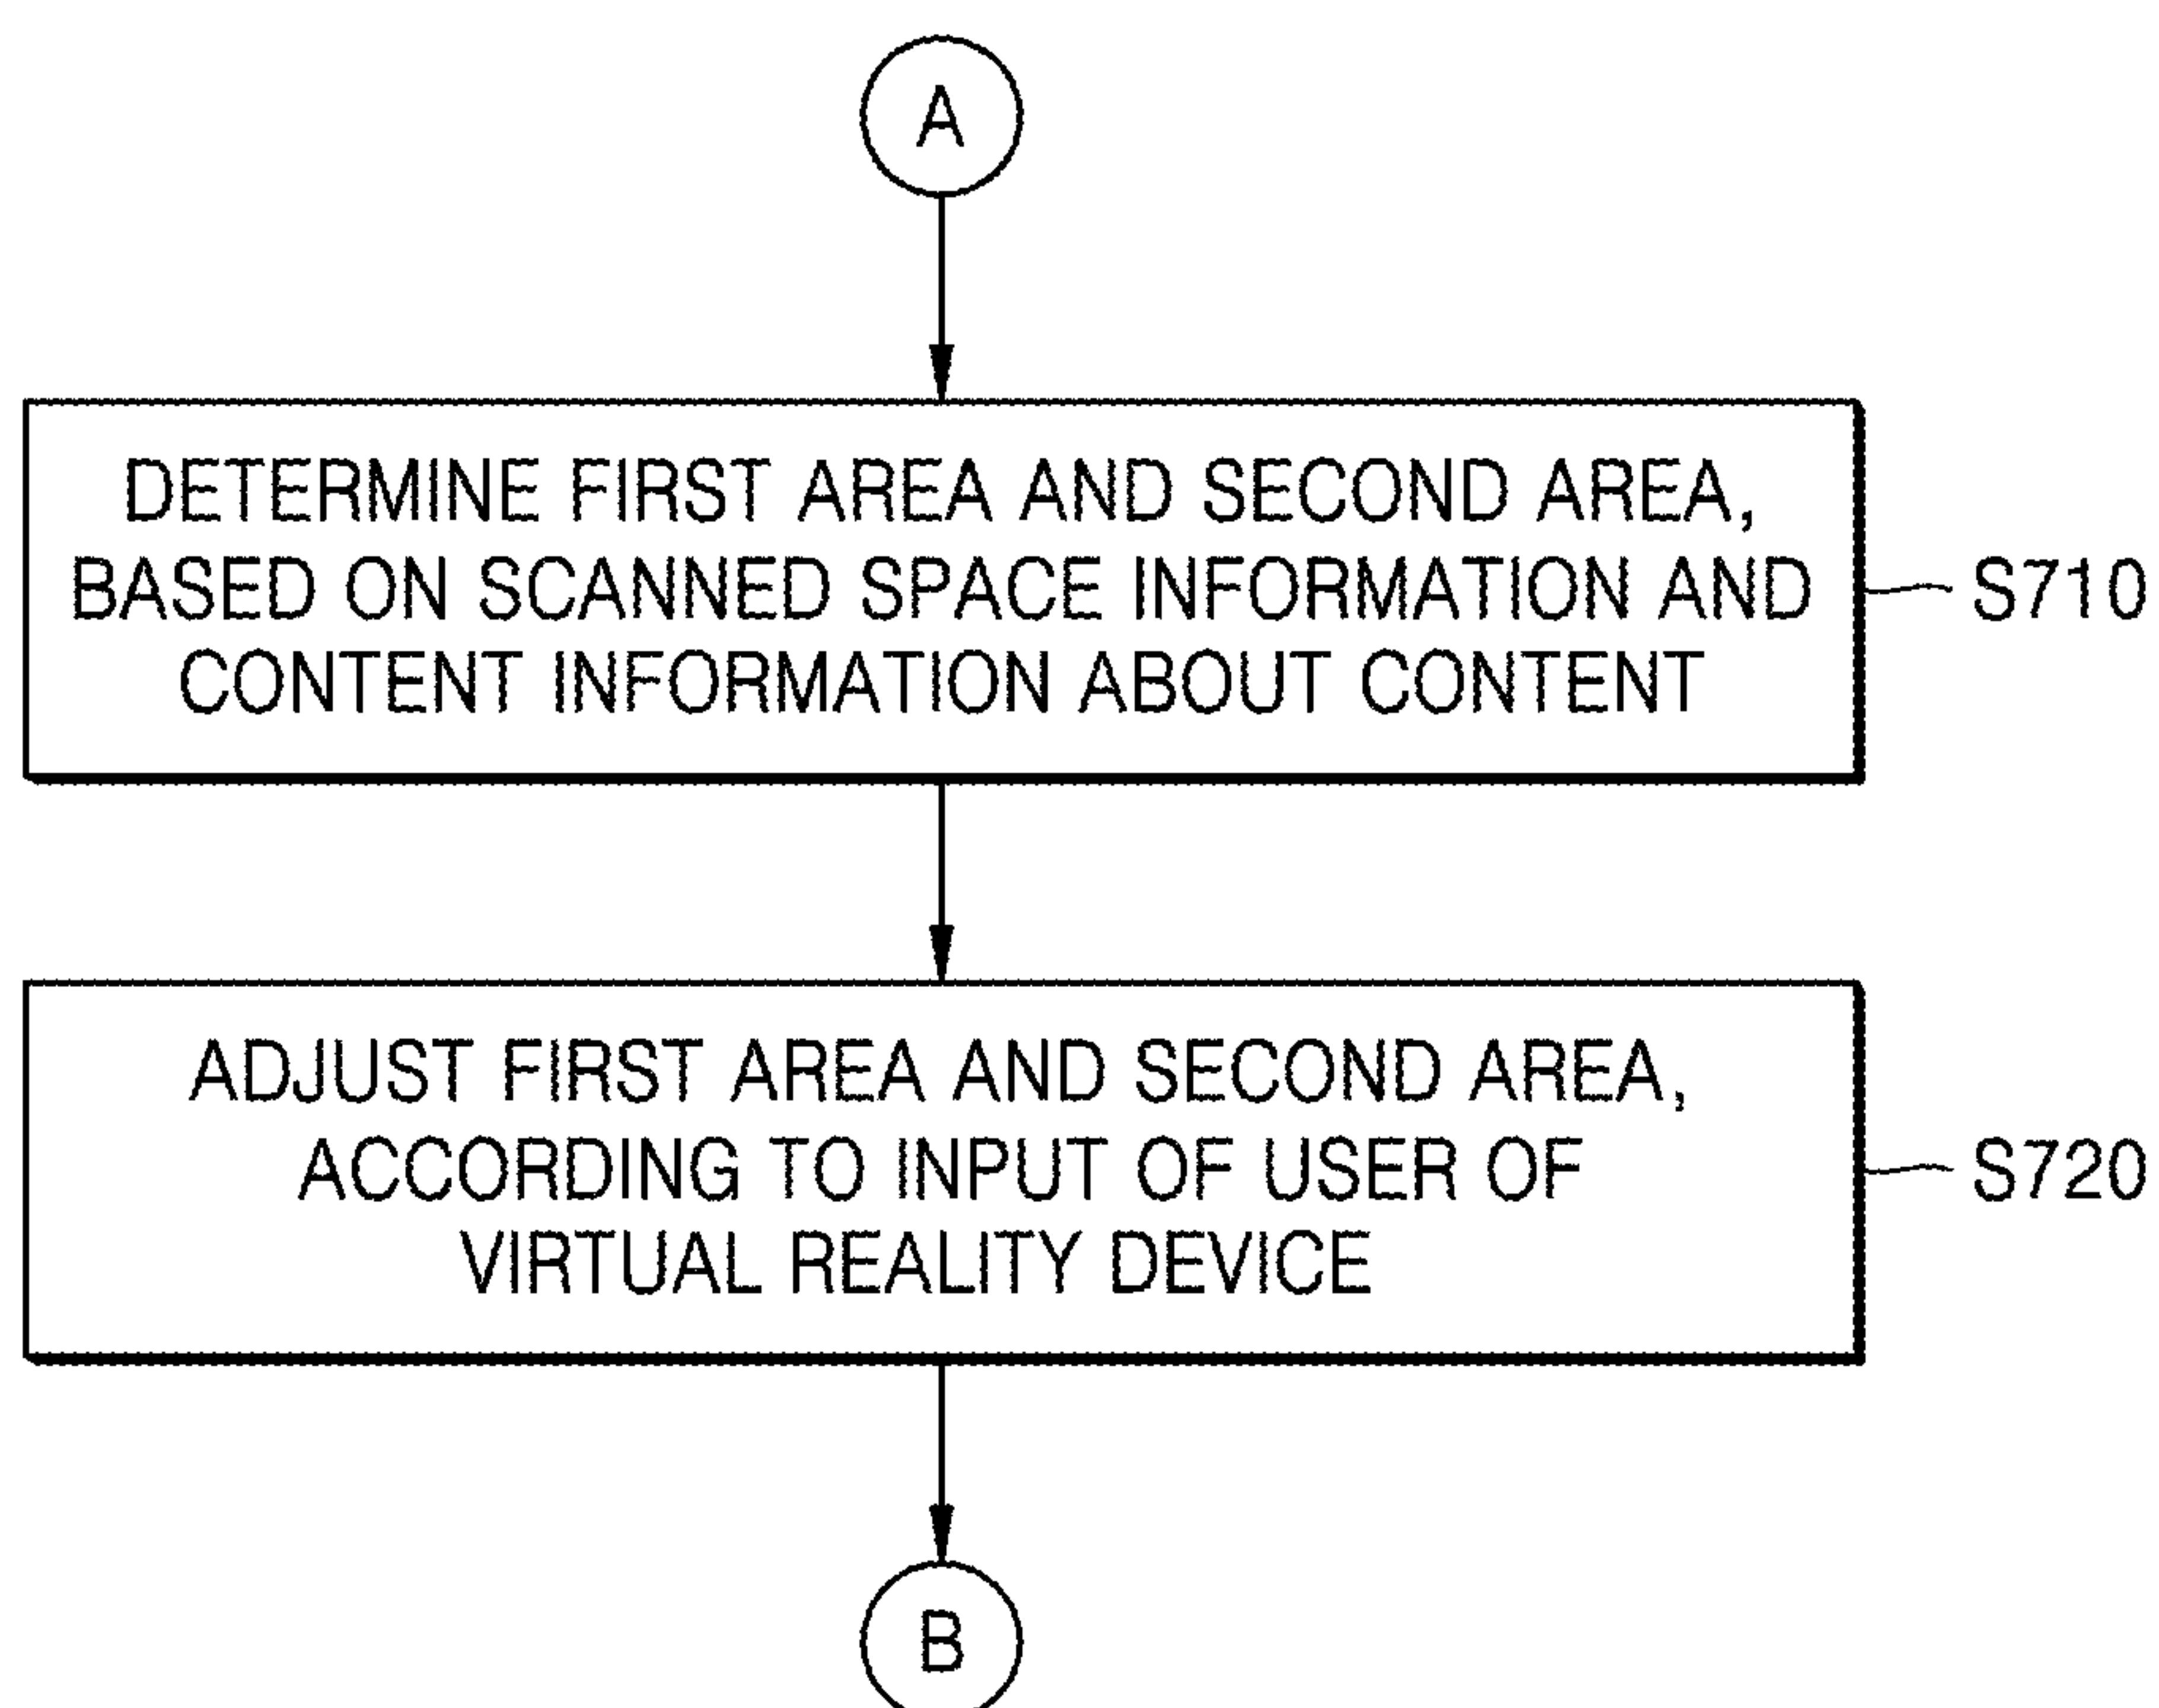 A
DETERMINE FIRST AREA AND SECOND AREA,
BASED ON SCANNED SPACE INFORMATION AND
CONTENT INFORMATION ABOUT CONTENT
S710
ADJUST FIRST AREA AND SECOND AREA,
ACCORDING TO INPUT OF USER OF
VIRTUAL REALITY DEVICE
S720
B